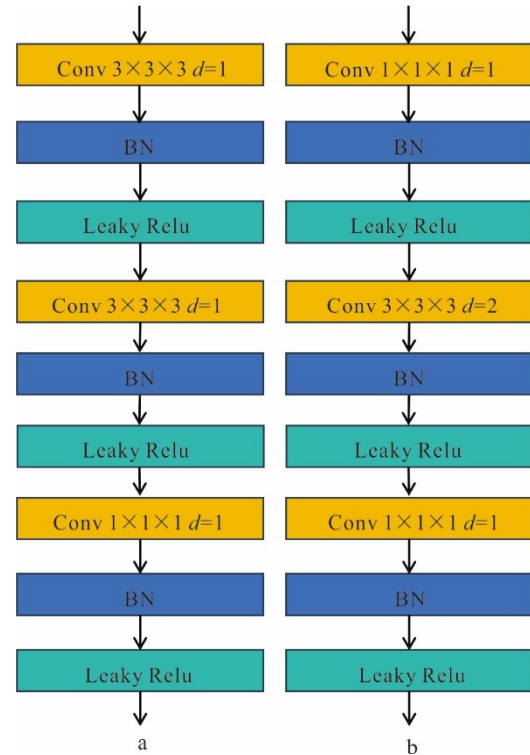 Conv 3×3×3 d=1
BN
Leaky Relu
Conv 3×3×3 d=1
BN
Leaky Relu
Conv 1×1×1 d=1
BN
Leaky Relu
a
Conv 1×1×1 d=1
BN
Leaky Relu
Conv 3×3×3 d=2
BN
Leaky Relu
Conv 1×1×1 d=1
BN
Leaky Relu
b